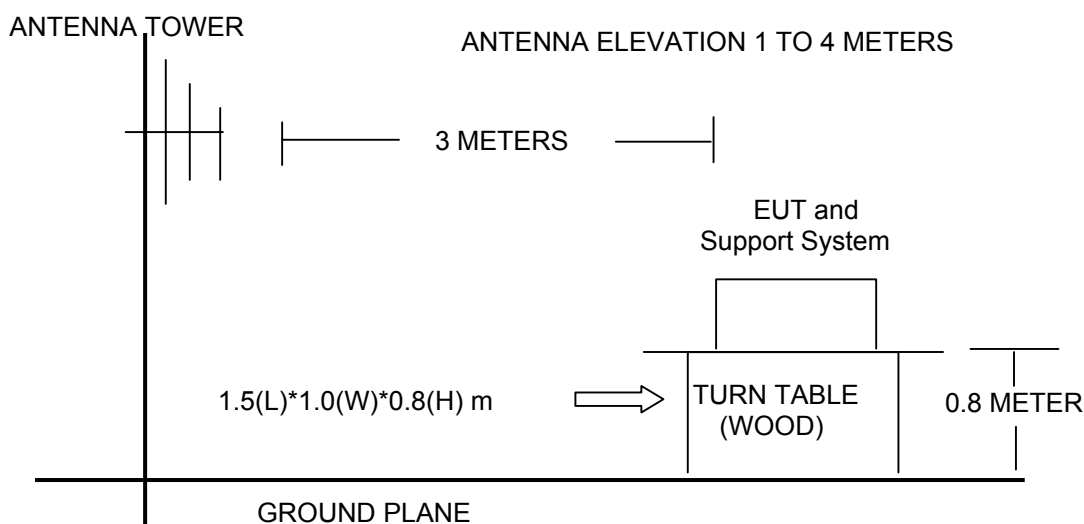 ANTENNA TOWER
ANTENNA ELEVATION 1 TO 4 METERS
3 METERS
EUT and
Support System
1.5(L)*1.0(W)*0.8(H) m
TURN TABLE
(WOOD)
0.8 METER
GROUND PLANE